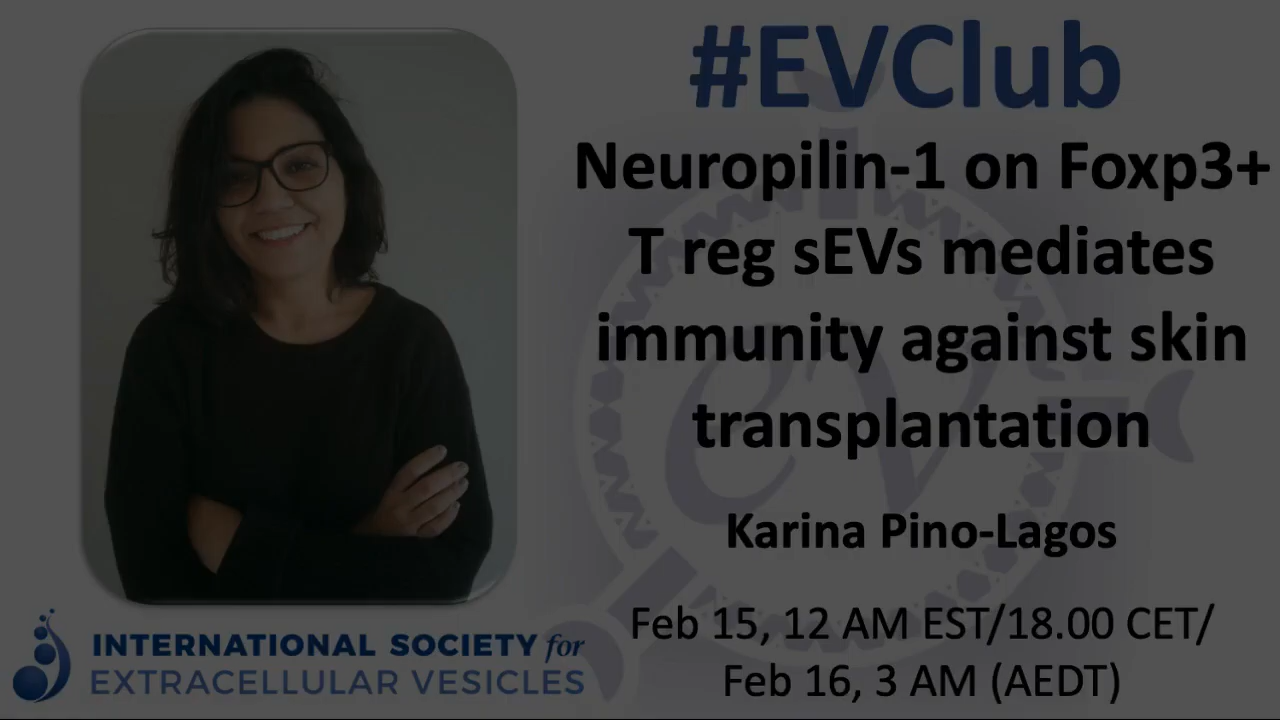 #EVClub
Neuropilin-1 on Foxp3+
T reg sEVs mediates
immunity against skin
transplantation
Karina Pino-Lagos
Feb 15, 12 AM EST/18.00 CET/
Feb 16, 3 AM (AEDT)
INTERNATIONAL SOCIETY for
EXTRACELLULAR VESICLES
eV